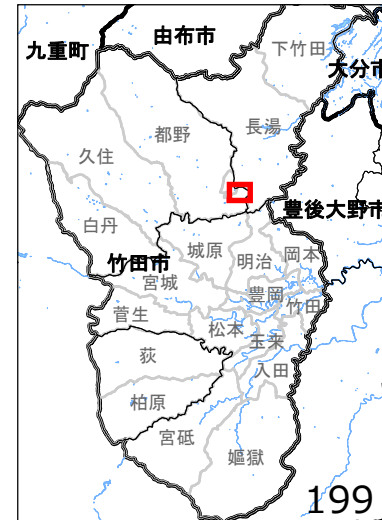 由布市
九重町
下竹田
大分市
都野
長湯
久住
白丹
豊後大野市
城原
明治
岡本
竹田市
宮城
豊岡
竹田
菅生
松本
玉来
荻
入田
柏原
宮砥
嫗獄
199